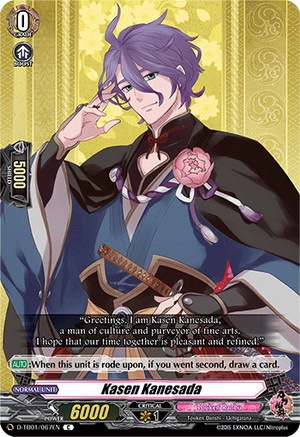 0
GRADE
BOOST
5000
SHIELD
"Greetings. I am Kasen Kanesada,
a man of culture and purveyor of fine arts.
I hope that our time together is pleasant and refined."
AUTO:When this unit is rode upon, if you went second, draw a card.
NORMAL UNIT
Kasen Kanesada
POWER 6000
CRITICAL
1
Touken Danshi - Uchigatana
D-TB01/067EN C
©2015 EXNOA LLC/Nitroplus